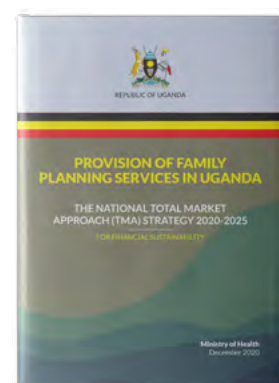 REPUBLIC OF UGANDA
PROVISION OF FAMILY
PLANNING SERVICES IN UGANDA
THE NATIONAL TOTAL MARKET
APPROACH (TMA) STRATEGY 2020-2025
FOR FINANCIAL SUSTAINABILITY
Ministry of Health
December 2020